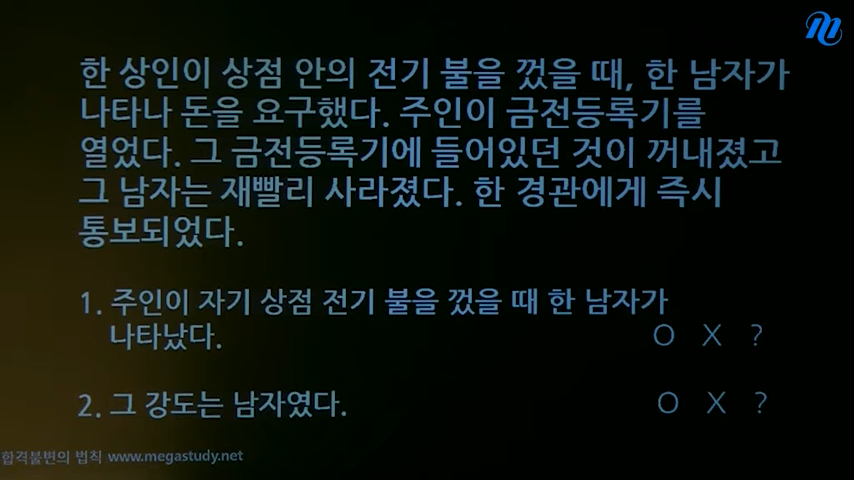 한 상인이 상점 안의 전기 불을 껐을 때, 한 남자가
나타나 돈을 요구했다. 주인이 금전등록기를
열었다. 그 금전등록기에 들어있던 것이 꺼내졌고
그 남자는 재빨리 사라졌다. 한 경관에게 즉시
통보되었다.
1. 주인이 자기 상점 전기 불을 껐을 때 한 남자가
나타났다.
O X ?
2. 그 강도는 남자였다.
O X ?
합격불변의 법칙 www.megastudy.net